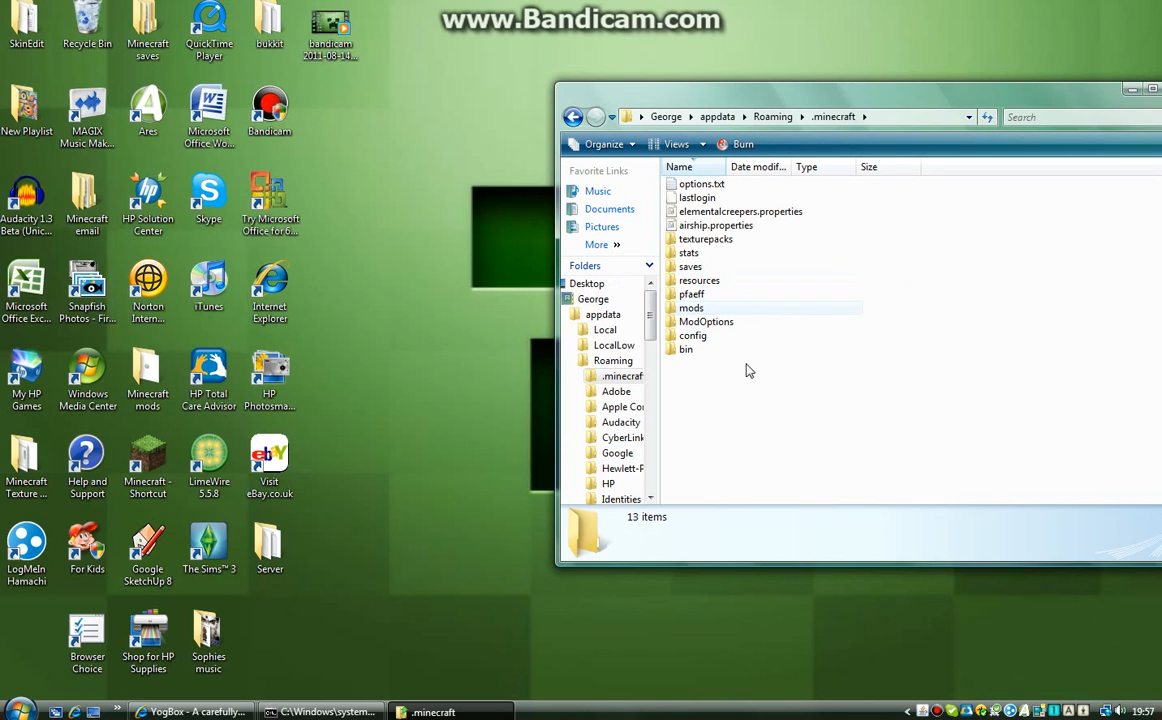 www.Bandicam.com
SkinEdit
Recycle Bin
Minecraft
saves
QuickTime
Player
bukkit
bandicam
2011-08-14...
New Playlist
MAGIX
Music Mak...
Ares
Microsoft
Office Wo...
Bandicam
Audacity 1.3
Beta (Unic...
Minecraft
email
HP Solution
Center
Skype
Try Microsoft
Office for 6...
Microsoft
Office Exc...
Snapfish
Photos - Fir...
Norton
Intern...
iTunes
Internet
Explorer
My HP
Games
Windows
Media Center
Minecraft
mods
HP Total
Care Advisor
HP
Photosma...
Minecraft
Texture ...
Help and
Support
Minecraft -
Shortcut
LimeWire
5.5.8
Visit
eBay.co.uk
LogMeIn
Hamachi
For Kids
Google
SketchUp 8
The Sims™ 3
Server
Browser
Choice
Shop for HP
Supplies
Sophies
music
George
appdata
Roaming
.minecraft
Search
Organize
Views
Burn
Favorite Links
Music
Documents
Pictures
More »
Folders
Desktop
George
appdata
Local
LocalLow
Roaming
.minecraf
Adobe
Apple Co
Audacity
CyberLink
Google
Hewlett-P
HP
Identities
Name
Date modif...
Type
Size
options.txt
lastlogin
elementalcreepers.properties
airship.properties
texturepacks
stats
saves
resources
pfaeff
mods
ModOptions
config
bin
13 items
YogBox - A carefully...
C:\Windows\system...
.minecraft
19:57